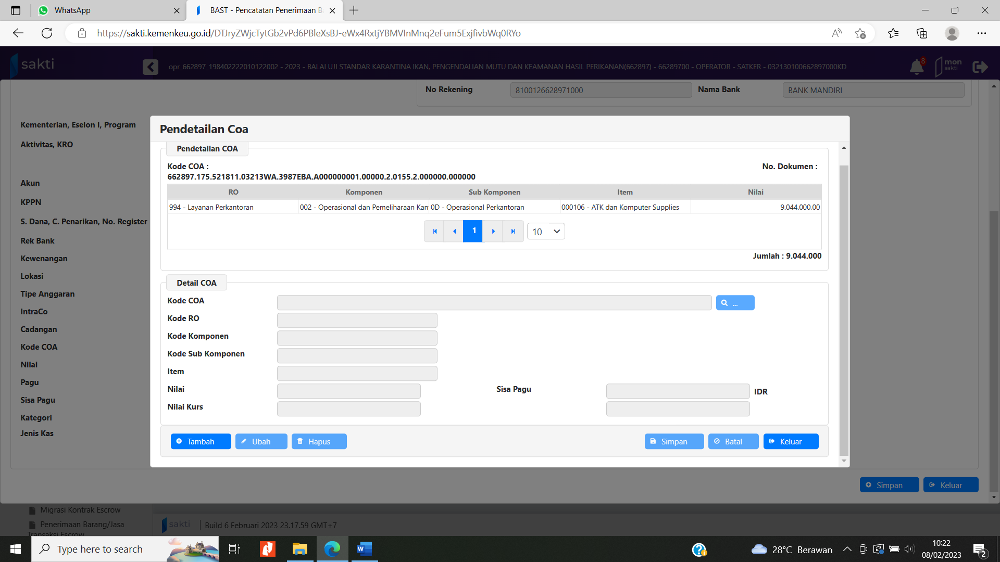 WhatsApp
BAST - Pencatatan Penerimaan B
https://sakti.kemenkeu.go.id/DTJryZWjcTytGb2vPd6PBleXsBJ-eWx4RxtjYBMVInMnq2eFum5ExjfivbWq0RYo
sakti
opr_662897_198402222010122002 - 2023 - BALAI UJI STANDAR KARANTINA IKAN, PENGENDALIAN MUTU DAN KEAMANAN HASIL PERIKANAN(662897) - 66289700 - OPERATOR - SATKER - 032130100662897000KD
8
mon
sakti
No Rekening
8100126628971000
Nama Bank
BANK MANDIRI
Kementerian, Eselon I, Program
Aktivitas, KRO
Akun
KPPN
S. Dana, C. Penarikan, No. Register
Rek Bank
Kewenangan
Lokasi
Tipe Anggaran
IntraCo
Cadangan
Kode COA
Nilai
Pagu
Sisa Pagu
Kategori
Jenis Kas
Pendetailan Coa
Pendetailan COA
Kode COA :
No. Dokumen :
662897.175.521811.03213WA.3987EBA.A000000001.00000.2.0155.2.000000.000000
RO Komponen Sub Komponen Item Nilai
994 - Layanan Perkantoran 002 - Operasional dan Pemeliharaan Kan 0D - Operasional Perkantoran 000106 - ATK dan Komputer Supplies 9.044.000,00
1
10
Jumlah : 9.044.000
Detail COA
Kode COA
...
Kode RO
Kode Komponen
Kode Sub Komponen
Item
Nilai
Sisa Pagu
IDR
Nilai Kurs
Tambah
Ubah
Hapus
Simpan
Batal
Keluar
Simpan
Keluar
Migrasi Kontrak Escrow
Penerimaan Barang/Jasa
Transaksi Escrow
sakti
Build 6 Februari 2023 23.17.59 GMT+7
Type here to search
28°C Berawan
10:22
08/02/2023
2